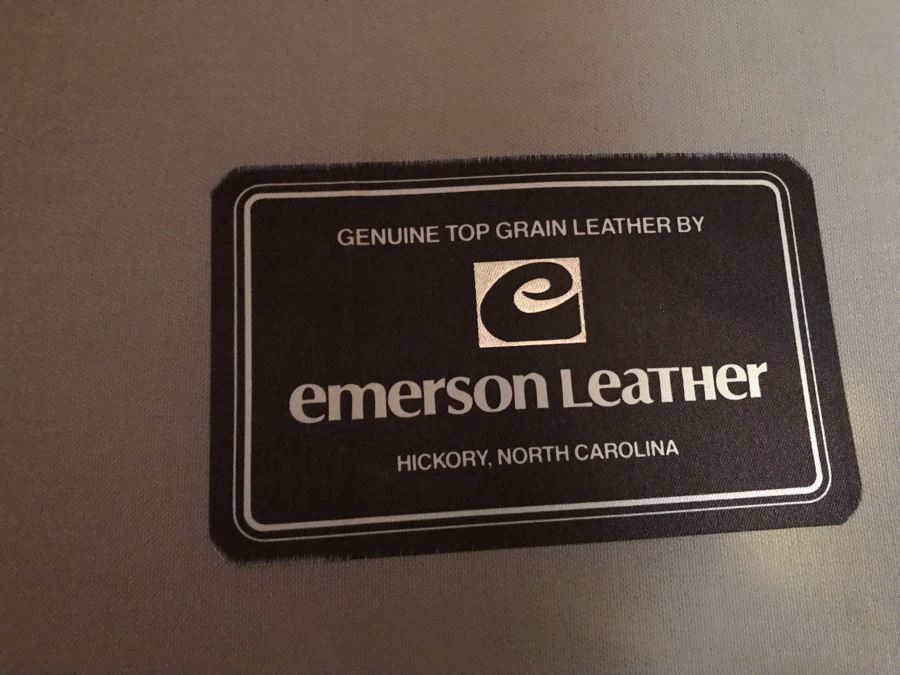 GENUINE TOP GRAIN LEATHER BY
e
emerson LeaTHer
HICKORY, NORTH CAROLINA